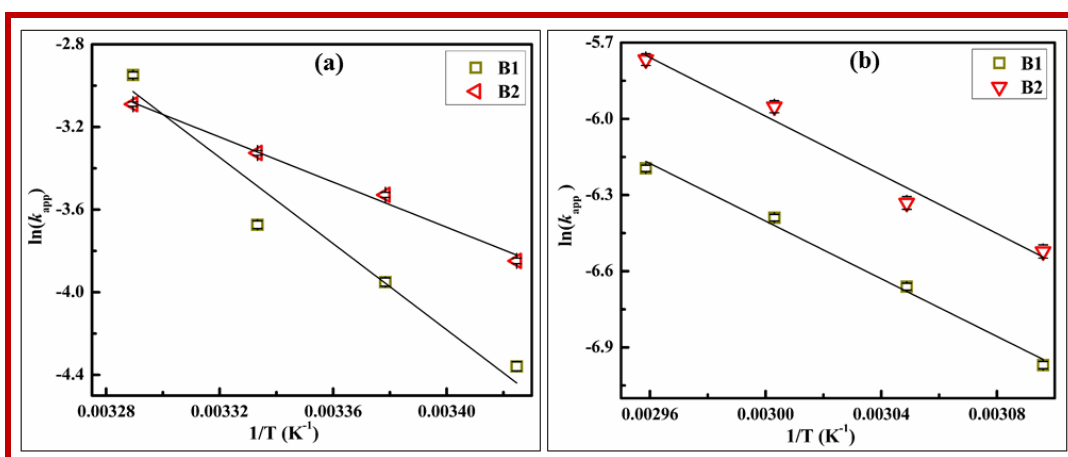 (a)
B1
B2
-2.8
-3.2
-3.6
-4.0
-4.4
ln(k_app)
0.00328
0.00332
0.00336
0.00340
1/T (K⁻¹)
(b)
B1
B2
-5.7
-6.0
-6.3
-6.6
-6.9
ln(k_app)
0.00296
0.00300
0.00304
0.00308
1/T (K⁻¹)